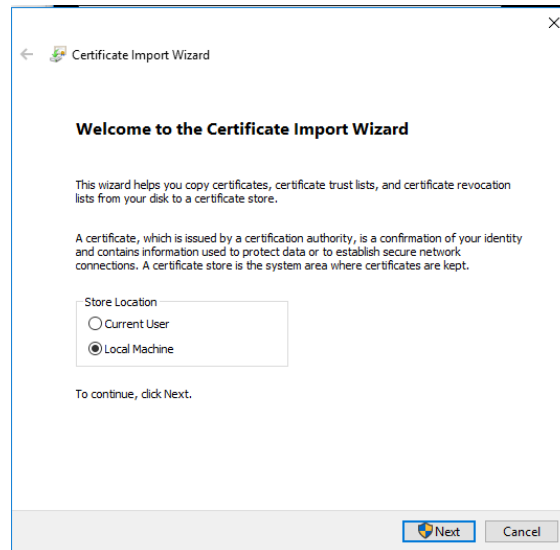 Certificate Import Wizard
Welcome to the Certificate Import Wizard
This wizard helps you copy certificates, certificate trust lists, and certificate revocation
lists from your disk to a certificate store.
A certificate, which is issued by a certification authority, is a confirmation of your identity
and contains information used to protect data or to establish secure network
connections. A certificate store is the system area where certificates are kept.
Store Location
Current User
Local Machine
To continue, click Next.
Next Cancel